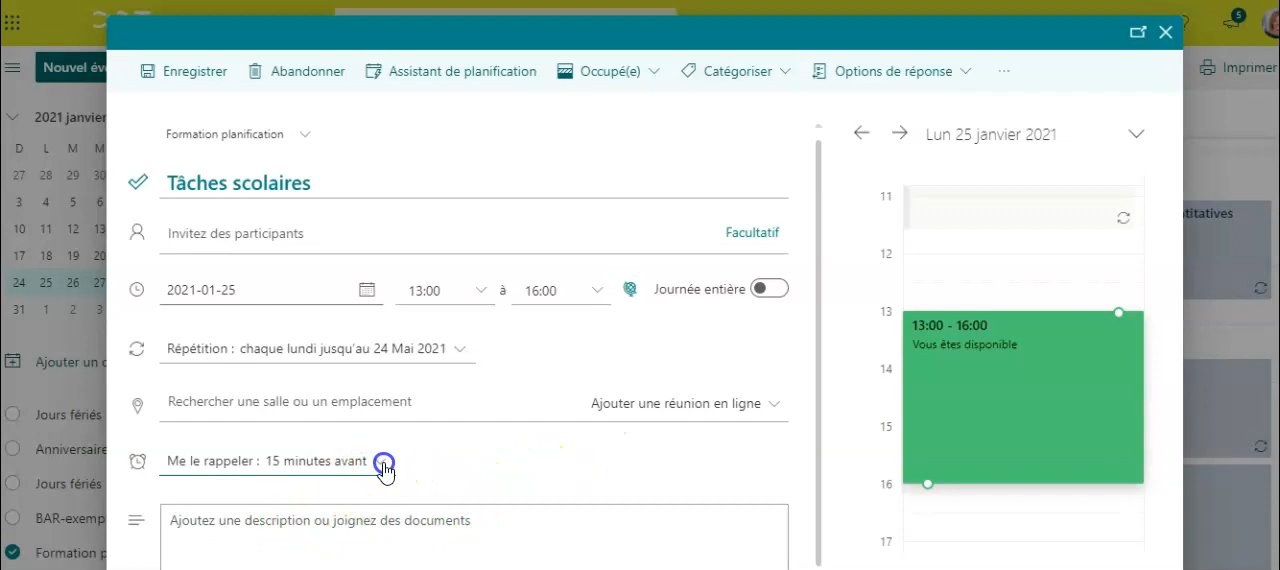 5
Nouvel év
Imprimer
Enregistrer Abandonner Assistant de planification Occupé(e) Catégoriser Options de réponse ...
2021 janvier
D L M M
27 28 29 30
3 4 5 6
10 11 12 13
17 18 19 20
24 25 26 27
31 1 2 3
Ajouter un c
Jours fériés
Anniversaire
Jours fériés
BAR-exemp
Formation p
Formation planification
Tâches scolaires
Invitez des participants Facultatif
2021-01-25 13:00 à 16:00 Journée entière
Répétition : chaque lundi jusqu'au 24 Mai 2021
Rechercher une salle ou un emplacement Ajouter une réunion en ligne
Me le rappeler : 15 minutes avant
Ajoutez une description ou joignez des documents
Lun 25 janvier 2021
11
12
13
13:00 - 16:00
Vous êtes disponible
14
15
16
17
titatives